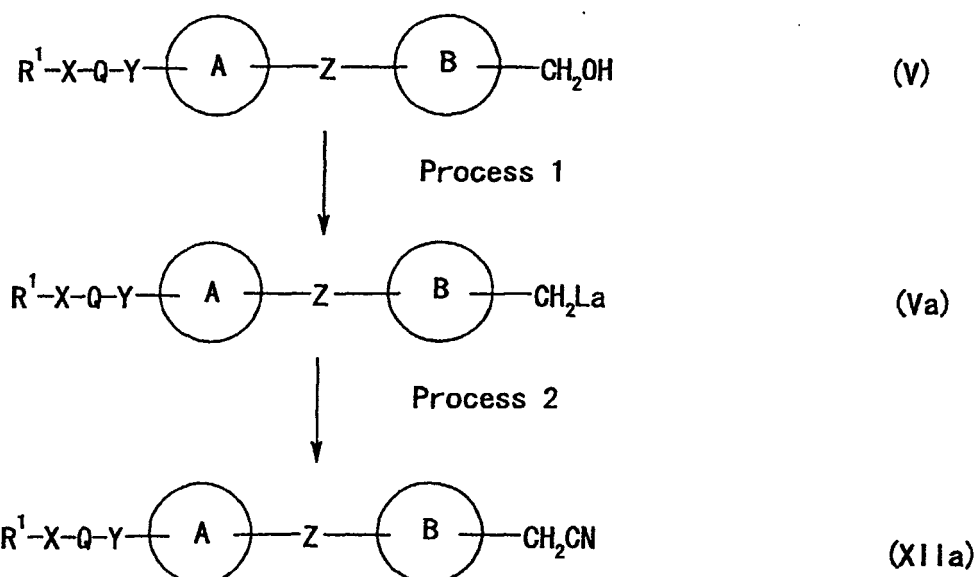 R¹-X-Q-Y- A -Z- B -CH₂OH (V)
Process 1
R¹-X-Q-Y- A -Z- B -CH₂La (Va)
Process 2
R¹-X-Q-Y- A -Z- B -CH₂CN (XIIa)